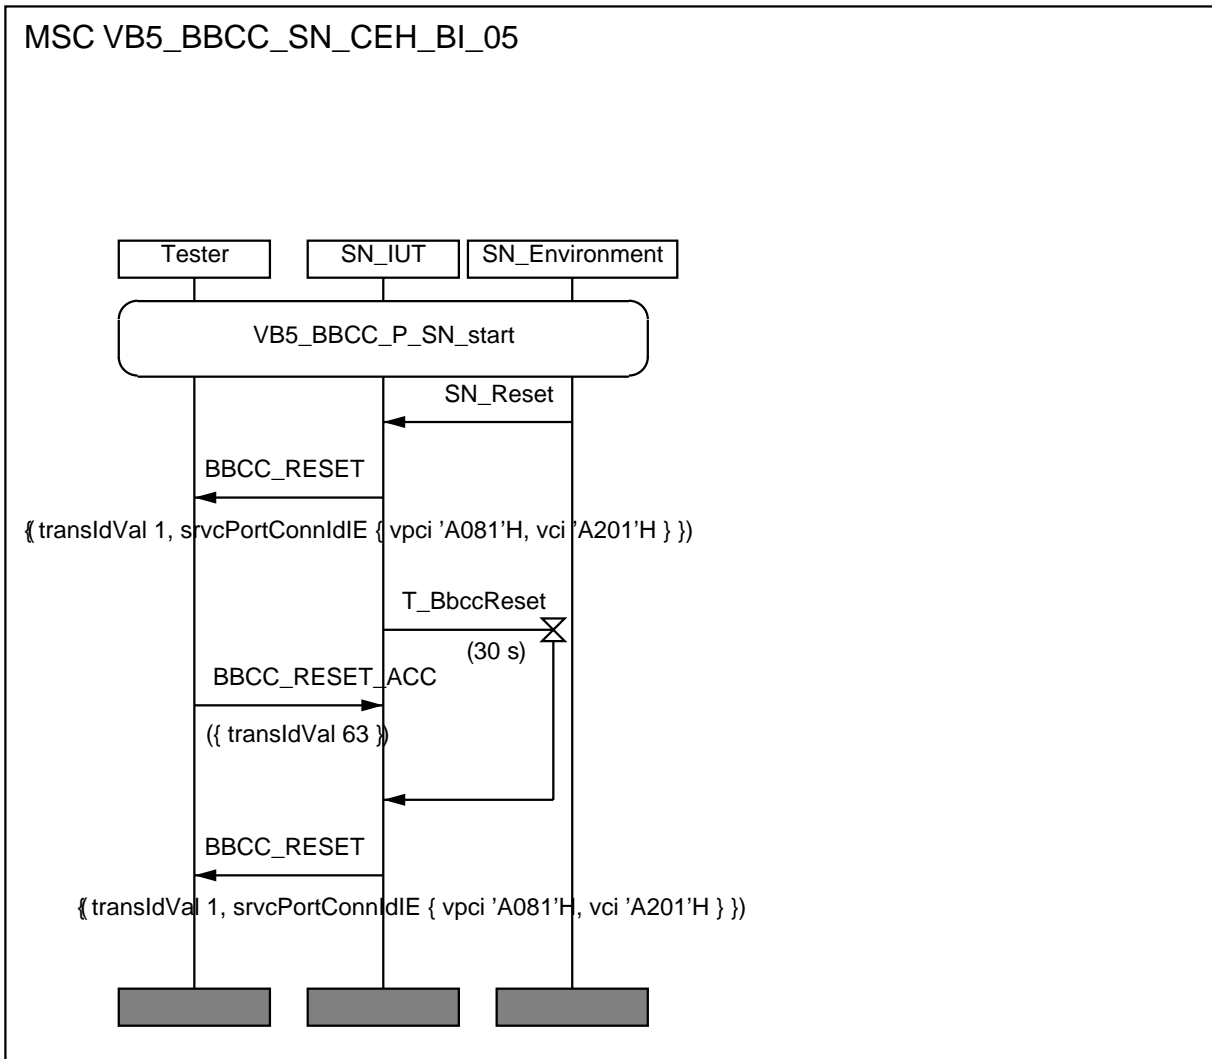 MSC VB5_BBCC_SN_CEH_BI_05
Tester SN_IUT SN_Environment
VB5_BBCC_P_SN_start
SN_Reset
BBCC_RESET
({ transIdVal 1, srvcPortConnIdIE { vpci ’A081’H, vci ’A201’H } })
T_BbccReset
(30 s)
BBCC_RESET_ACC
({ transIdVal 63 })
BBCC_RESET
({ transIdVal 1, srvcPortConnIdIE { vpci ’A081’H, vci ’A201’H } })